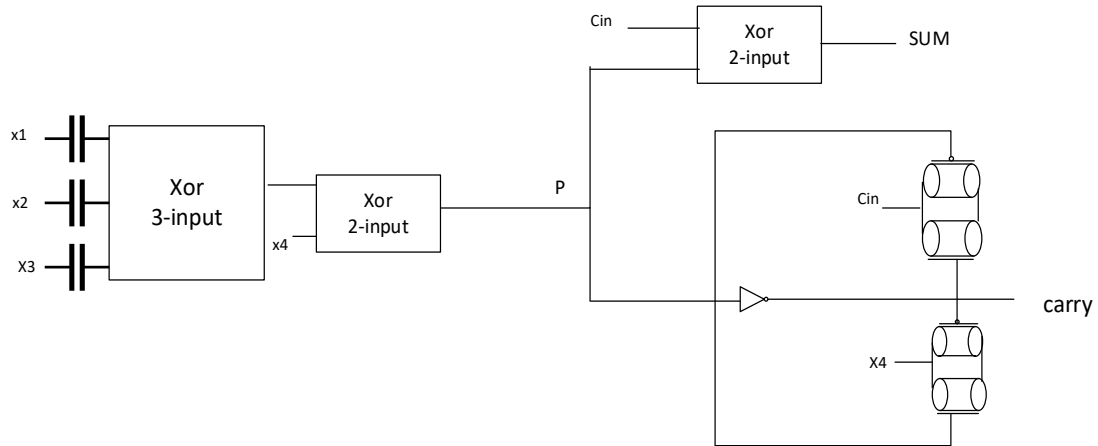 Cin
Xor
2-input
SUM
x1
x2
X3
Xor
3-input
x4
Xor
2-input
P
Cin
carry
X4